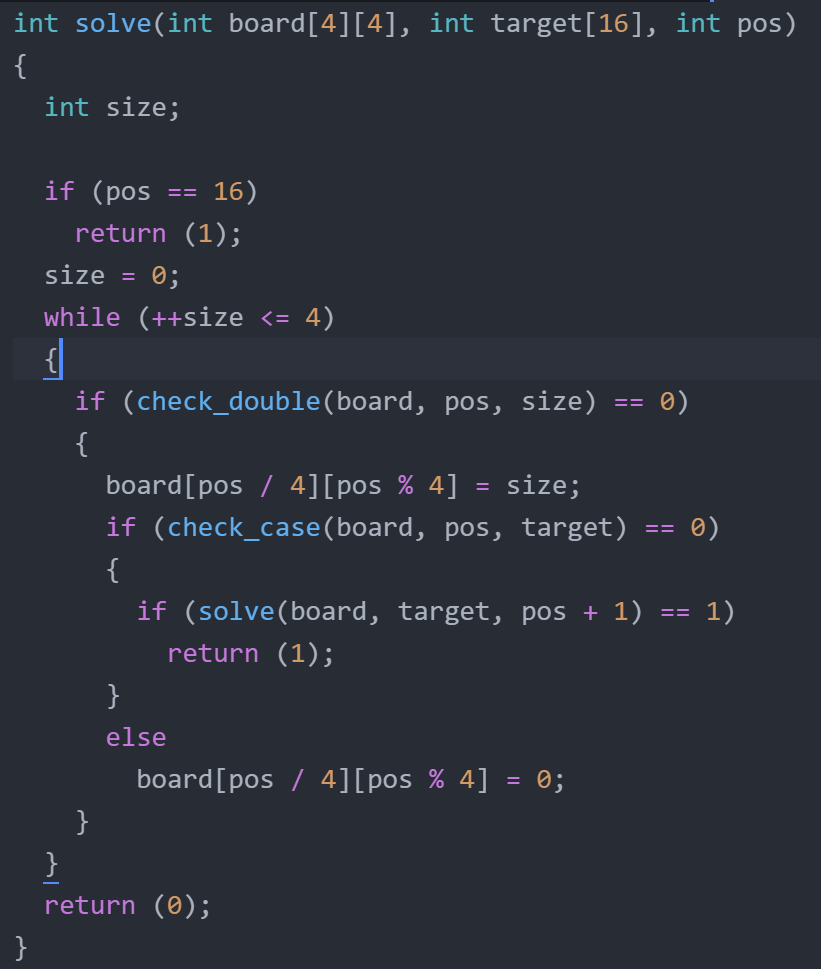 int solve(int board[4][4], int target[16], int pos)
{
  int size;

  if (pos == 16)
    return (1);
  size = 0;
  while (++size <= 4)
  {
    if (check_double(board, pos, size) == 0)
    {
      board[pos / 4][pos % 4] = size;
      if (check_case(board, pos, target) == 0)
      {
        if (solve(board, target, pos + 1) == 1)
          return (1);
      }
      else
        board[pos / 4][pos % 4] = 0;
    }
  }
  return (0);
}